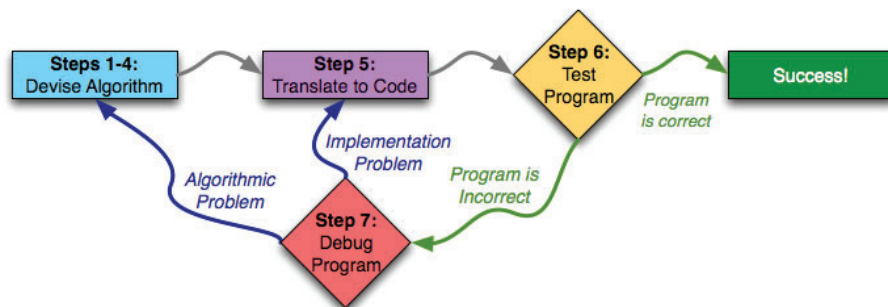 Steps 1-4:
Devise Algorithm
Step 5:
Translate to Code
Step 6:
Test
Program
Success!
Program
is correct
Implementation
Problem
Program is
Incorrect
Algorithmic
Problem
Step 7:
Debug
Program